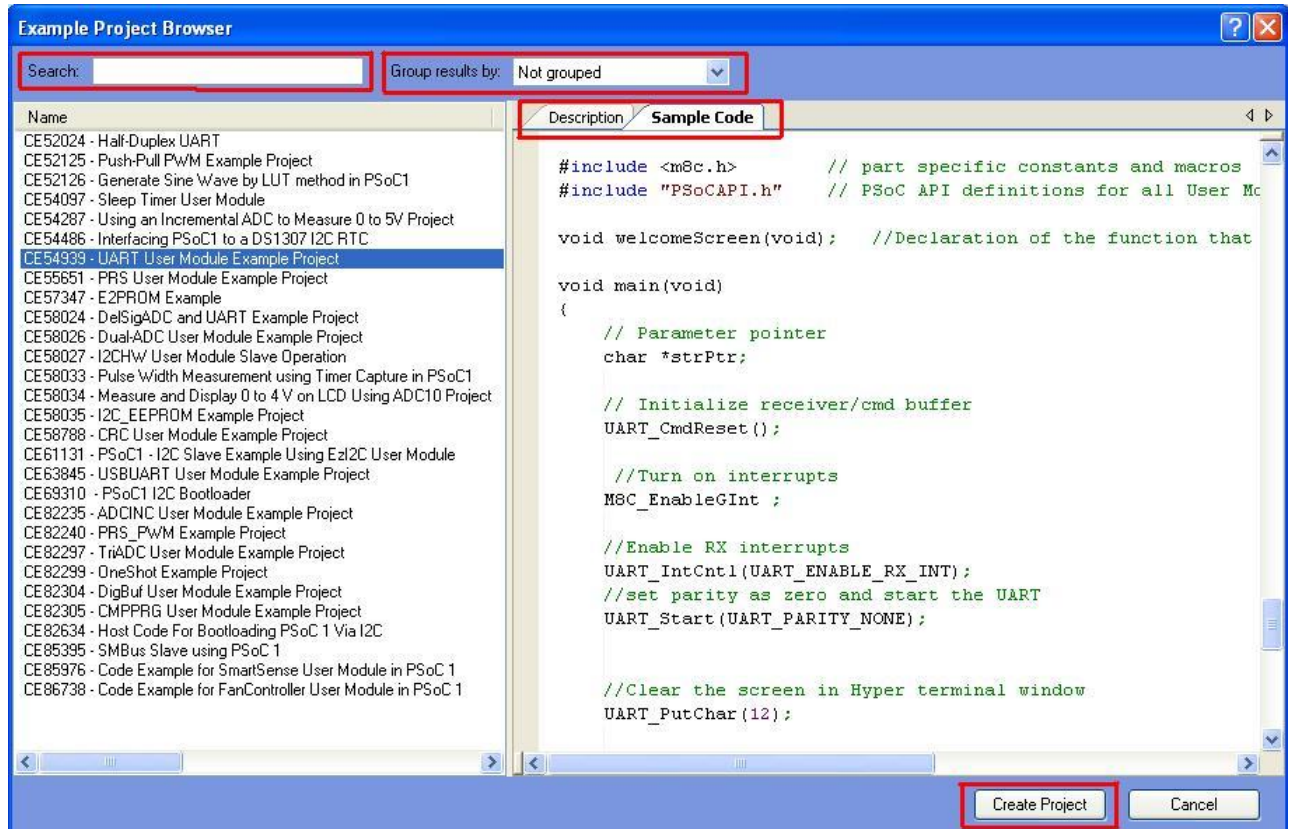 Example Project Browser
Search:
Group results by: Not grouped
Name
CE52024 - Half-Duplex UART
CE52125 - Push-Pull PWM Example Project
CE52126 - Generate Sine Wave by LUT method in PSoC1
CE54097 - Sleep Timer User Module
CE54287 - Using an Incremental ADC to Measure 0 to 5V Project
CE54486 - Interfacing PSoC1 to a DS1307 I2C RTC
CE54939 - UART User Module Example Project
CE55651 - PRS User Module Example Project
CE57347 - E2PROM Example
CE58024 - DelSigADC and UART Example Project
CE58026 - Dual-ADC User Module Example Project
CE58027 - I2CHW User Module Slave Operation
CE58033 - Pulse Width Measurement using Timer Capture in PSoC1
CE58034 - Measure and Display 0 to 4 V on LCD Using ADC10 Project
CE58035 - I2C_EEPROM Example Project
CE58788 - CRC User Module Example Project
CE61131 - PSoC1 - I2C Slave Example Using EzI2C User Module
CE63845 - USBUART User Module Example Project
CE69310 - PSoC1 I2C Bootloader
CE82235 - ADCINC User Module Example Project
CE82240 - PRS_PWM Example Project
CE82297 - TriADC User Module Example Project
CE82299 - OneShot Example Project
CE82304 - DigBuf User Module Example Project
CE82305 - CMPPRG User Module Example Project
CE82634 - Host Code For Bootloading PSoC 1 Via I2C
CE85395 - SMBus Slave using PSoC 1
CE85976 - Code Example for SmartSense User Module in PSoC 1
CE86738 - Code Example for FanController User Module in PSoC 1
Description Sample Code
#include <m8c.h> // part specific constants and macros
#include "PSoCAPI.h" // PSoC API definitions for all User Mo
void welcomeScreen(void); //Declaration of the function that
void main(void)
{
// Parameter pointer
char *strPtr;
// Initialize receiver/cmd buffer
UART_CmdReset();
//Turn on interrupts
M8C_EnableGInt ;
//Enable RX interrupts
UART_IntCntl(UART_ENABLE_RX_INT);
//set parity as zero and start the UART
UART_Start(UART_PARITY_NONE);
//Clear the screen in Hyper terminal window
UART_PutChar(12);
Create Project Cancel